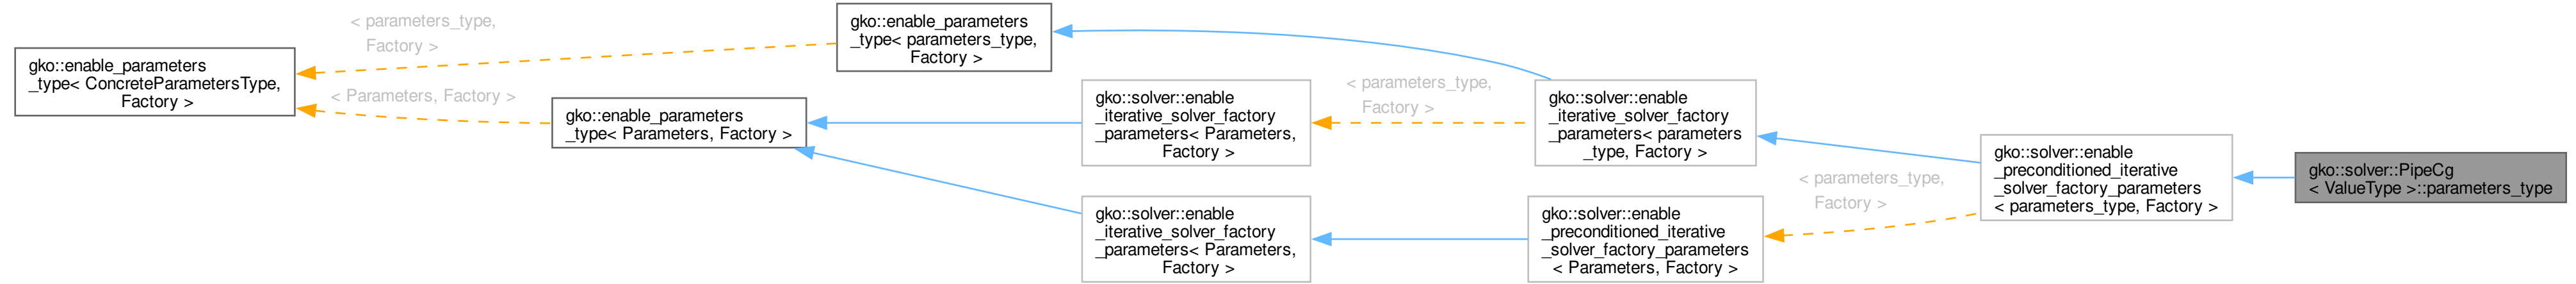 gko::enable_parameters
_type< ConcreteParametersType,
Factory >
< parameters_type,
Factory >
< Parameters, Factory >
gko::enable_parameters
_type< parameters_type,
Factory >
gko::enable_parameters
_type< Parameters, Factory >
gko::solver::enable
_iterative_solver_factory
_parameters< Parameters,
Factory >
gko::solver::enable
_iterative_solver_factory
_parameters< Parameters,
Factory >
< parameters_type,
Factory >
gko::solver::enable
_iterative_solver_factory
_parameters< parameters
_type, Factory >
gko::solver::enable
_preconditioned_iterative
_solver_factory_parameters
< Parameters, Factory >
< parameters_type,
Factory >
gko::solver::enable
_preconditioned_iterative
_solver_factory_parameters
< parameters_type, Factory >
gko::solver::PipeCg
< ValueType >::parameters_type